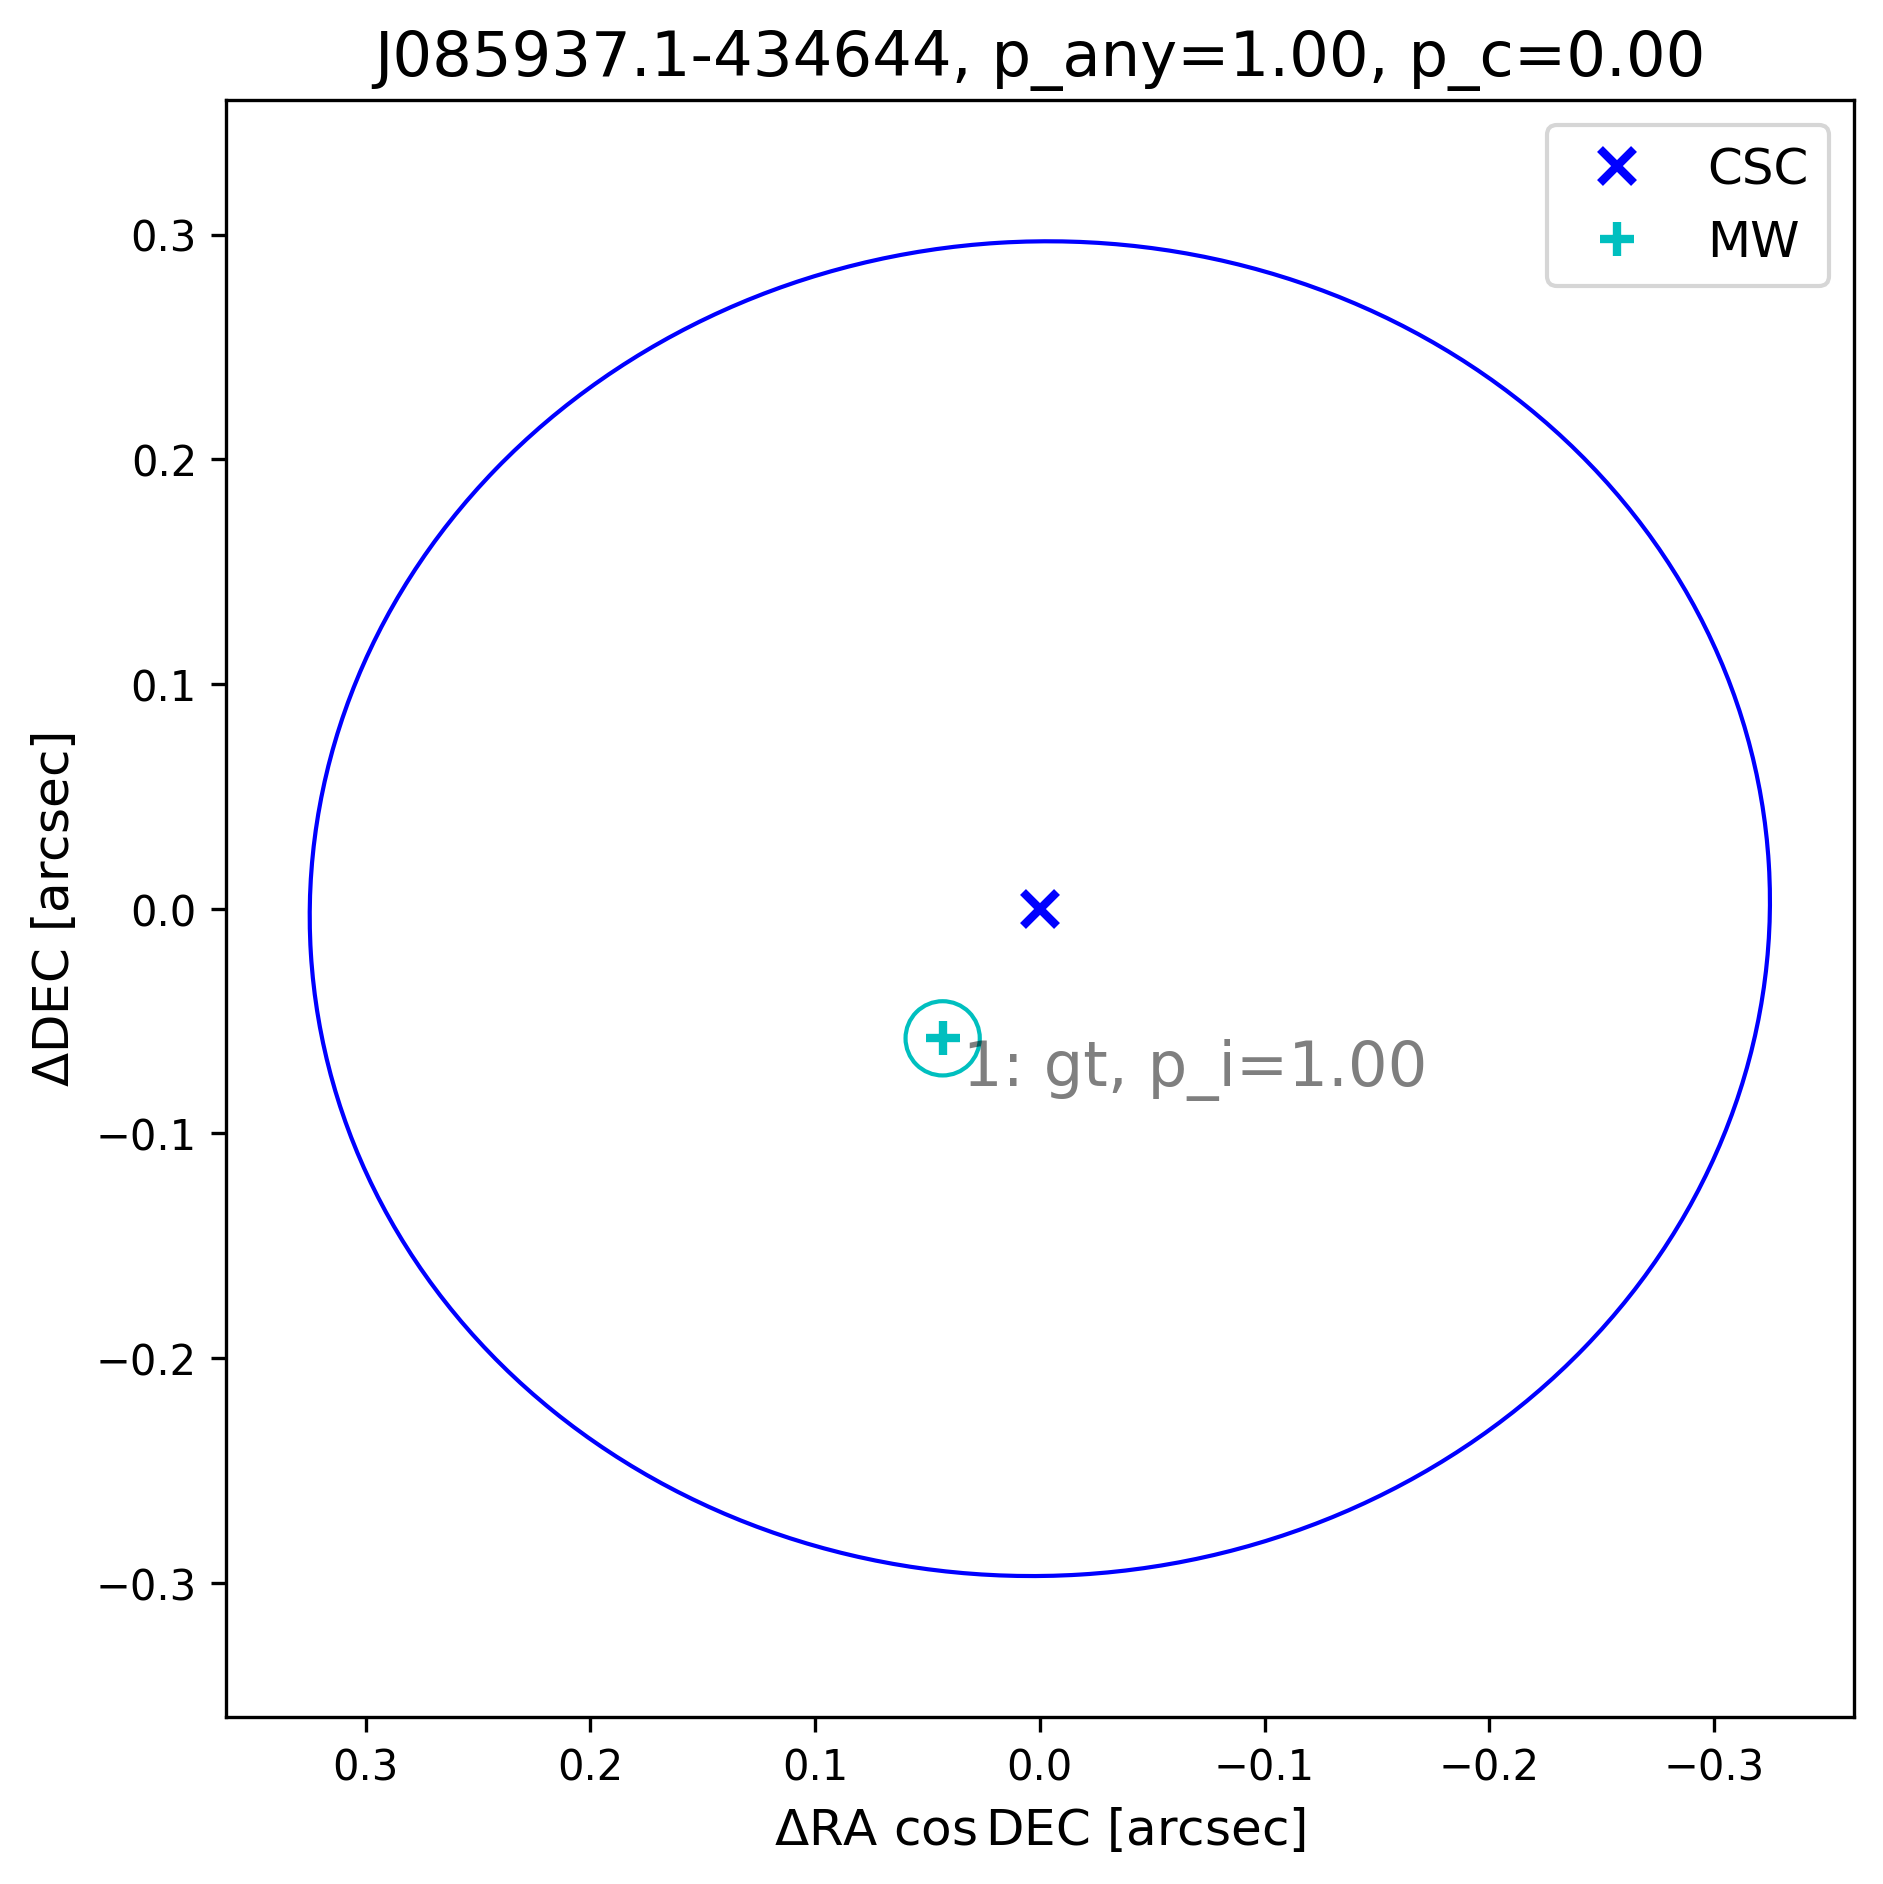 J085937.1-434644, p_any=1.00, p_c=0.00
CSC
MW
0.3
0.2
0.1
0.0
−0.1
−0.2
−0.3
ΔDEC [arcsec]
1: gt, p_i=1.00
0.3
0.2
0.1
0.0
−0.1
−0.2
−0.3
ΔRA cos DEC [arcsec]